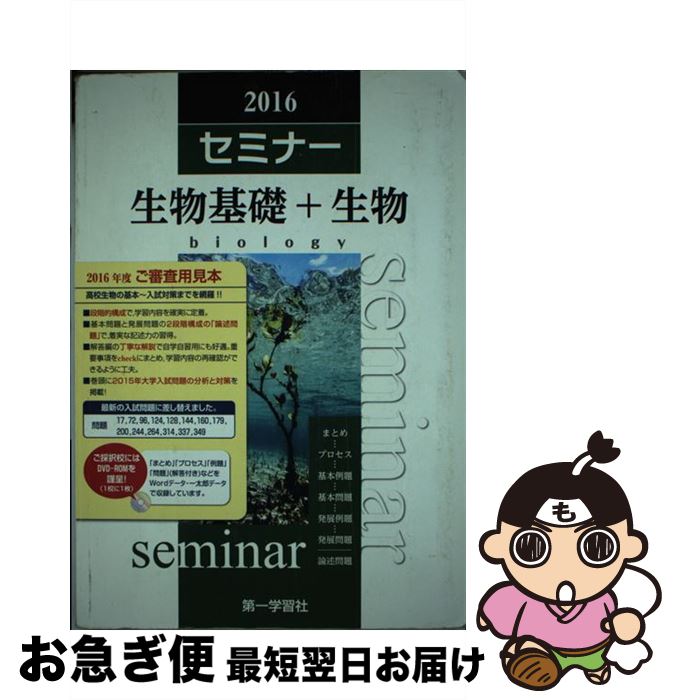 2016
セミナー
生物基礎+生物
biology
seminar
2016年度 ご審査用見本
高校生物の基本〜入試対策までを網羅!!
■段階的構成で、学習内容を確実に定着。
■基本問題と発展問題の2段階構成の「論述問
題」で、着実な記述力の習得。
■解答編の丁寧な解説で自学自習用にも好適。重
要事項をcheckにまとめ、学習内容の再確認がで
きるように工夫。
■巻頭に2015年大学入試問題の分析と対策を
掲載!
最新の入試問題に差し替えました。
問題
17,72,96,124,128,144,160,179,
200,244,264,314,337,349
ご採択校には
DVD-ROMを
謹呈!
(1校に1枚)
「まとめ」「プロセス」「例題」
「問題」(解答付き)などを
Wordデータ・一太郎データ
で収録しています。
まとめ
プロセス
基本例題
基本問題
発展例題
発展問題
論述問題
seminar
第一学習社
も
お急ぎ便 最短翌日お届け